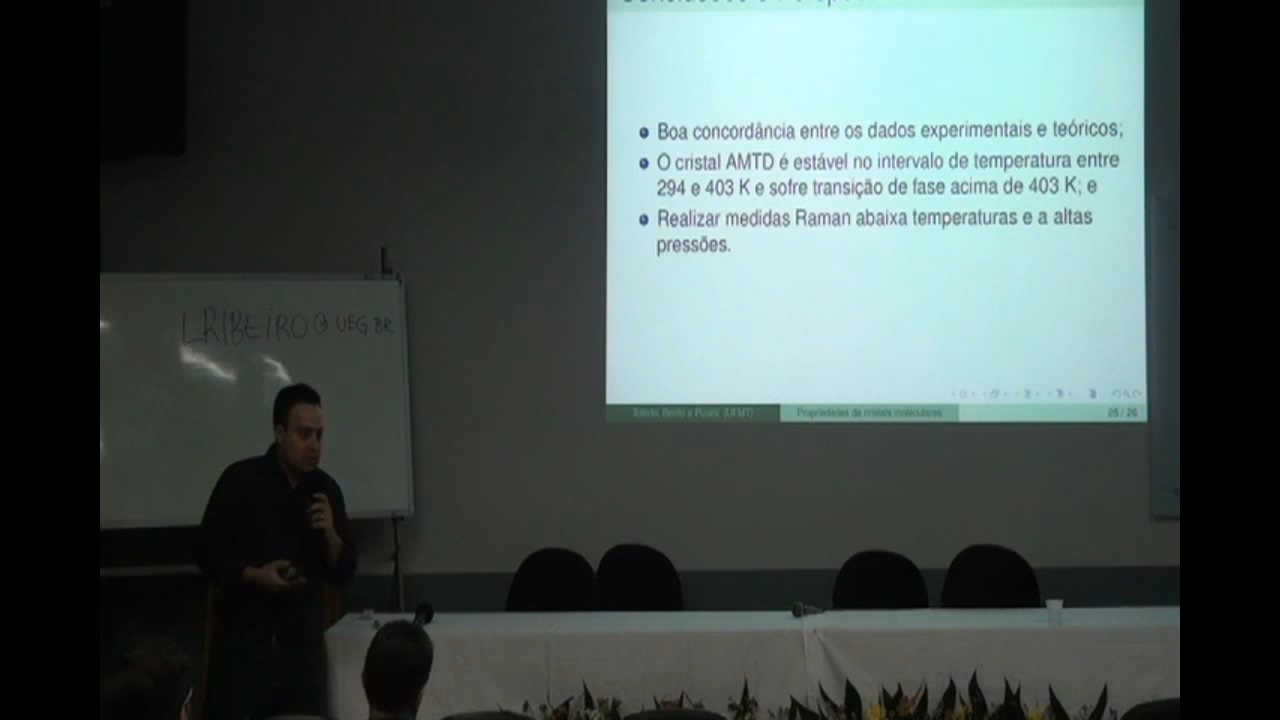 Boa concordância entre os dados experimentais e teóricos;
O cristal AMTD é estável no intervalo de temperatura entre
294 e 403 K e sofre transição de fase acima de 403 K; e
Realizar medidas Raman abaixa temperaturas e a altas
pressões.
LRIBEIRO@UEG BR
(UFMT)
Propriedades de cristais moleculares
25 / 26